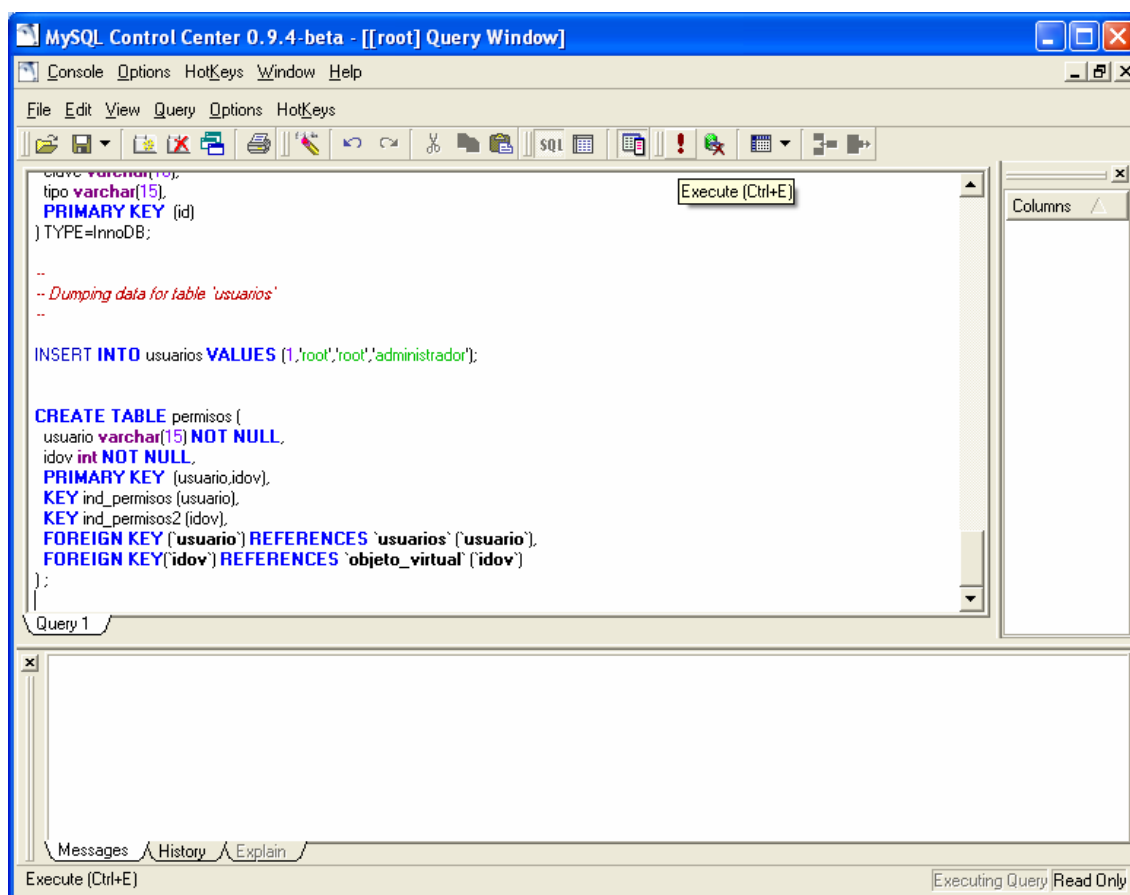 MySQL Control Center 0.9.4-beta - [[root] Query Window]
Console Options HotKeys Window Help
File Edit View Query Options HotKeys
SQL
Execute (Ctrl+E)
Columns
tipo varchar(15),
PRIMARY KEY (id)
) TYPE=InnoDB;
--
-- Dumping data for table `usuarios`
--
INSERT INTO usuarios VALUES (1,'root','root','administrador');
CREATE TABLE permisos (
usuario varchar(15) NOT NULL,
idov int NOT NULL,
PRIMARY KEY (usuario,idov),
KEY ind_permisos (usuario),
KEY ind_permisos2 (idov),
FOREIGN KEY (`usuario`) REFERENCES `usuarios` (`usuario`),
FOREIGN KEY(`idov`) REFERENCES `objeto_virtual` (`idov`)
) ;
Query 1
Messages History Explain
Execute (Ctrl+E) Executing Query Read Only